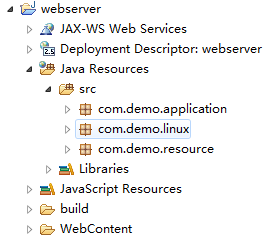 webserver
JAX-WS Web Services
Deployment Descriptor: webserver
Java Resources
src
com.demo.application
com.demo.linux
com.demo.resource
Libraries
JavaScript Resources
build
WebContent